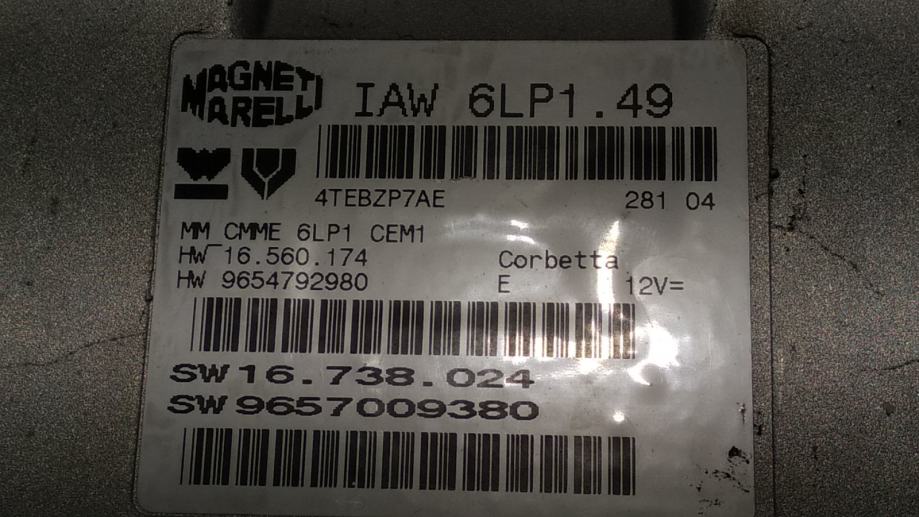 MAGNETI
MARELLI
IAW 6LP1.49
4TEBZP7AE 281 04
MM CMME 6LP1 CEM1
HW 16.560.174 Corbetta
HW 9654792980 E 12V=
SW 16.738.024
SW 9657009380